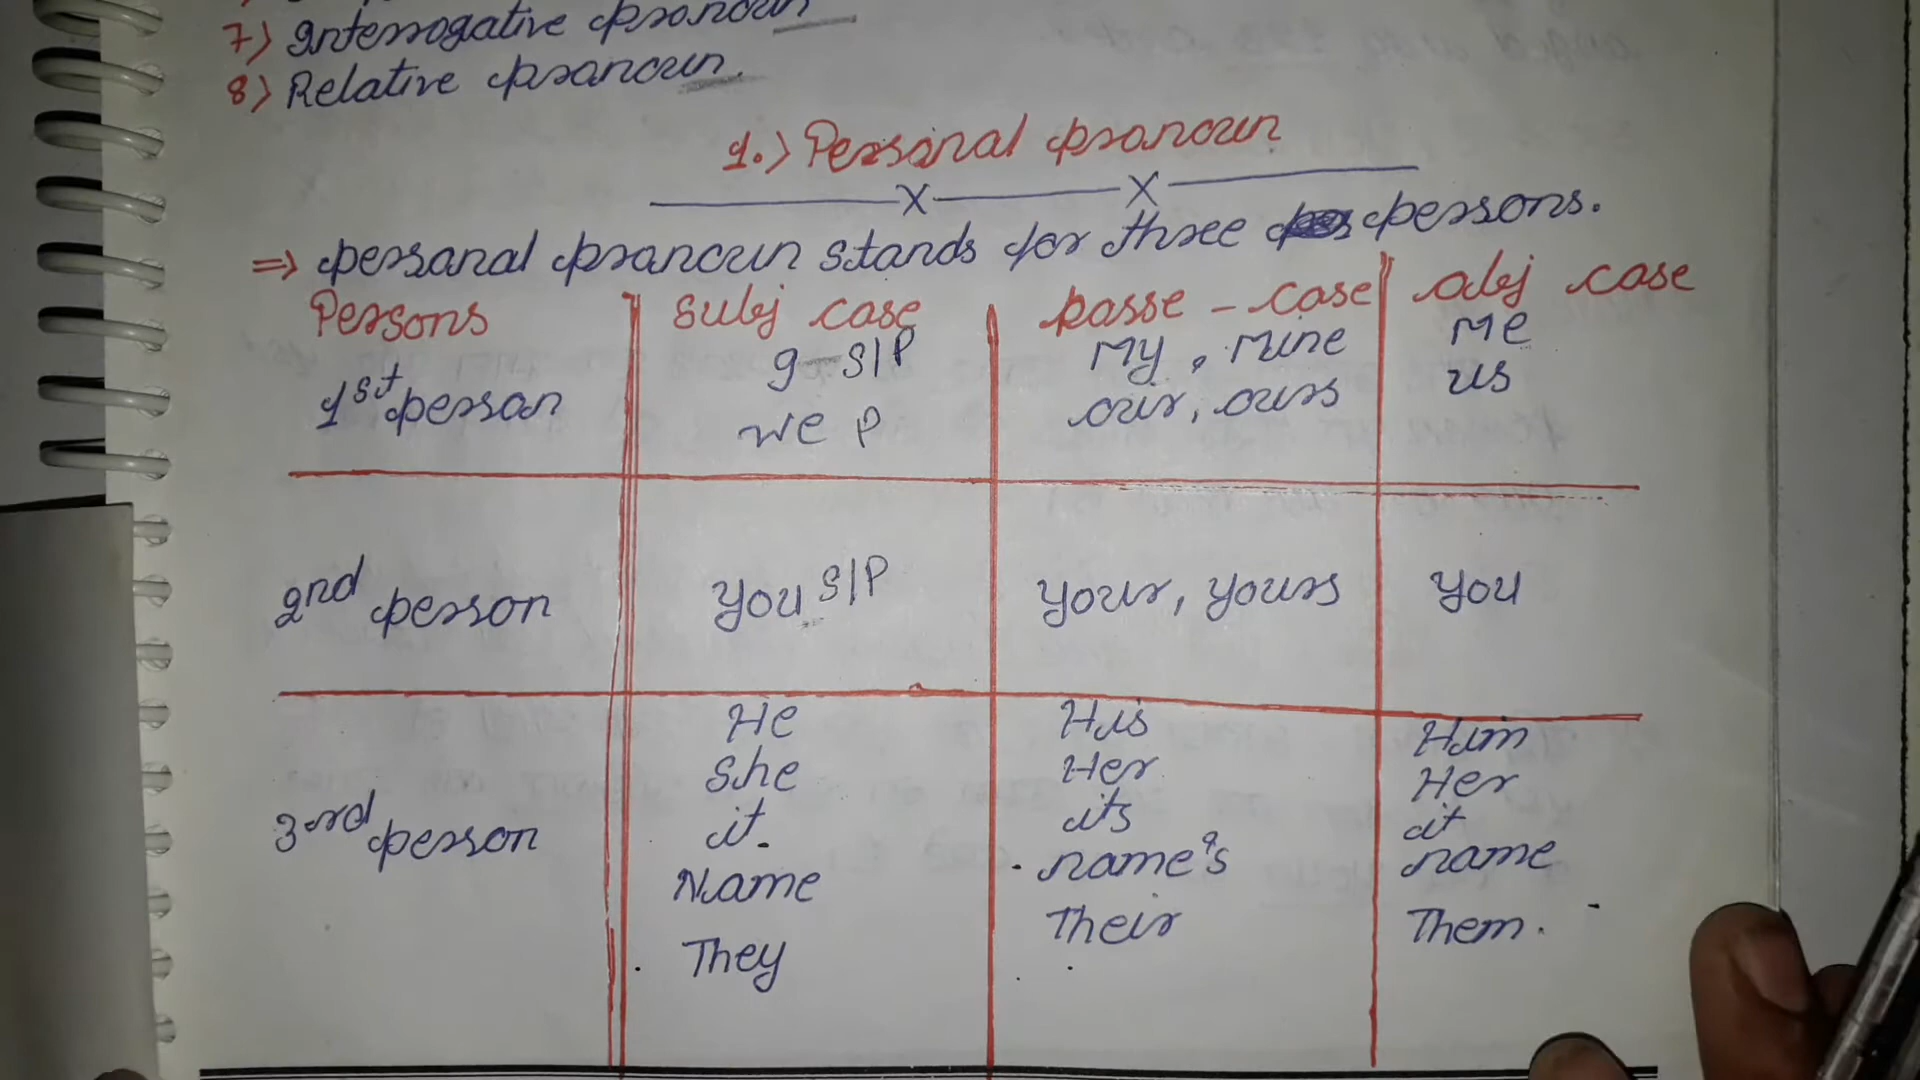 7) Interrogative pronoun
8) Relative pronoun.
1.) Personal pronoun
x x
⇒ personal pronoun stands for three persons.
Persons subj case posse - case obj case
1st person I - S/P My, Mine Me
we P our, ours us
2nd person You S/P Your, Yours You
3rd person He His Him
She Her Her
it. its it
Name name's name
They Their Them.